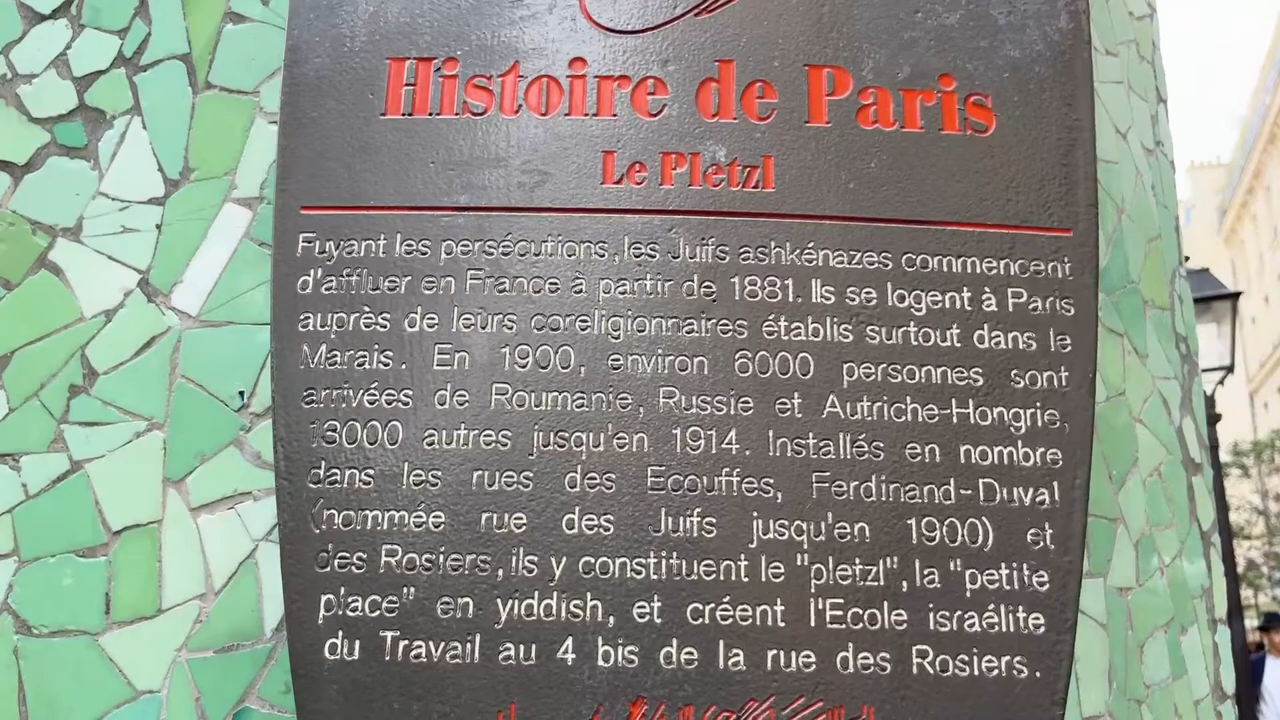 Histoire de Paris
Le Pletzl
Fuyant les persécutions, les Juifs ashkénazes commencent
d'affluer en France à partir de 1881. Ils se logent à Paris
auprès de leurs coreligionnaires établis surtout dans le
Marais. En 1900, environ 6000 personnes sont
arrivées de Roumanie, Russie et Autriche-Hongrie,
13000 autres jusqu'en 1914. Installés en nombre
dans les rues des Ecouffes, Ferdinand-Duval
(nommée rue des Juifs jusqu'en 1900) et
des Rosiers, ils y constituent le "pletzl", la "petite
place" en yiddish, et créent l'Ecole israélite
du Travail au 4 bis de la rue des Rosiers.